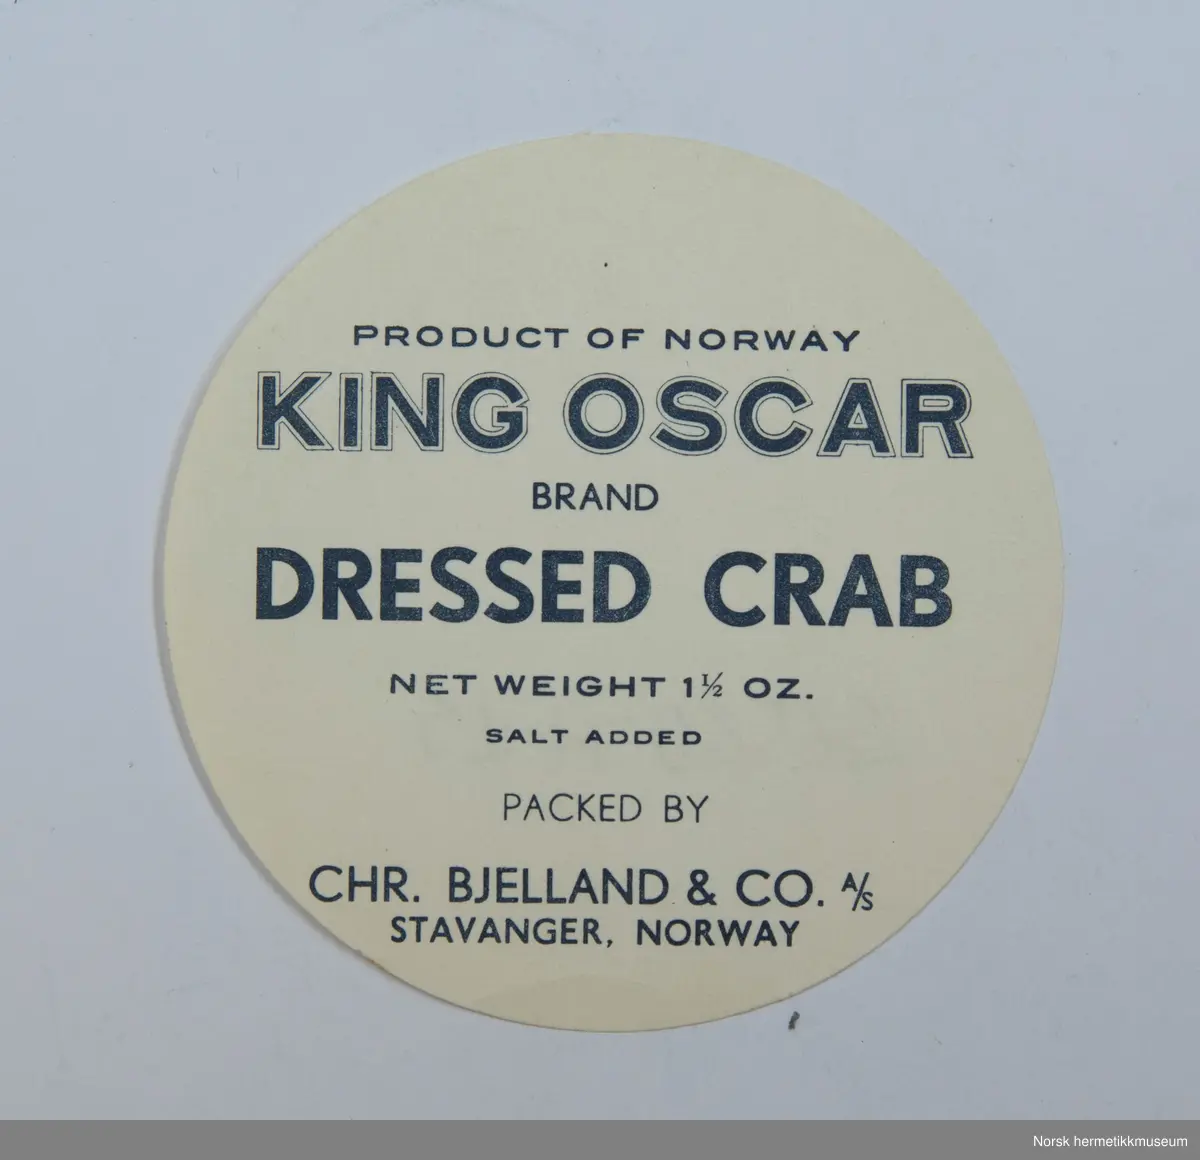 PRODUCT OF NORWAY
KING OSCAR
BRAND
DRESSED CRAB
NET WEIGHT 1½ OZ.
SALT ADDED
PACKED BY
CHR. BJELLAND & CO. A/S
STAVANGER, NORWAY
Norsk hermetikkmuseum